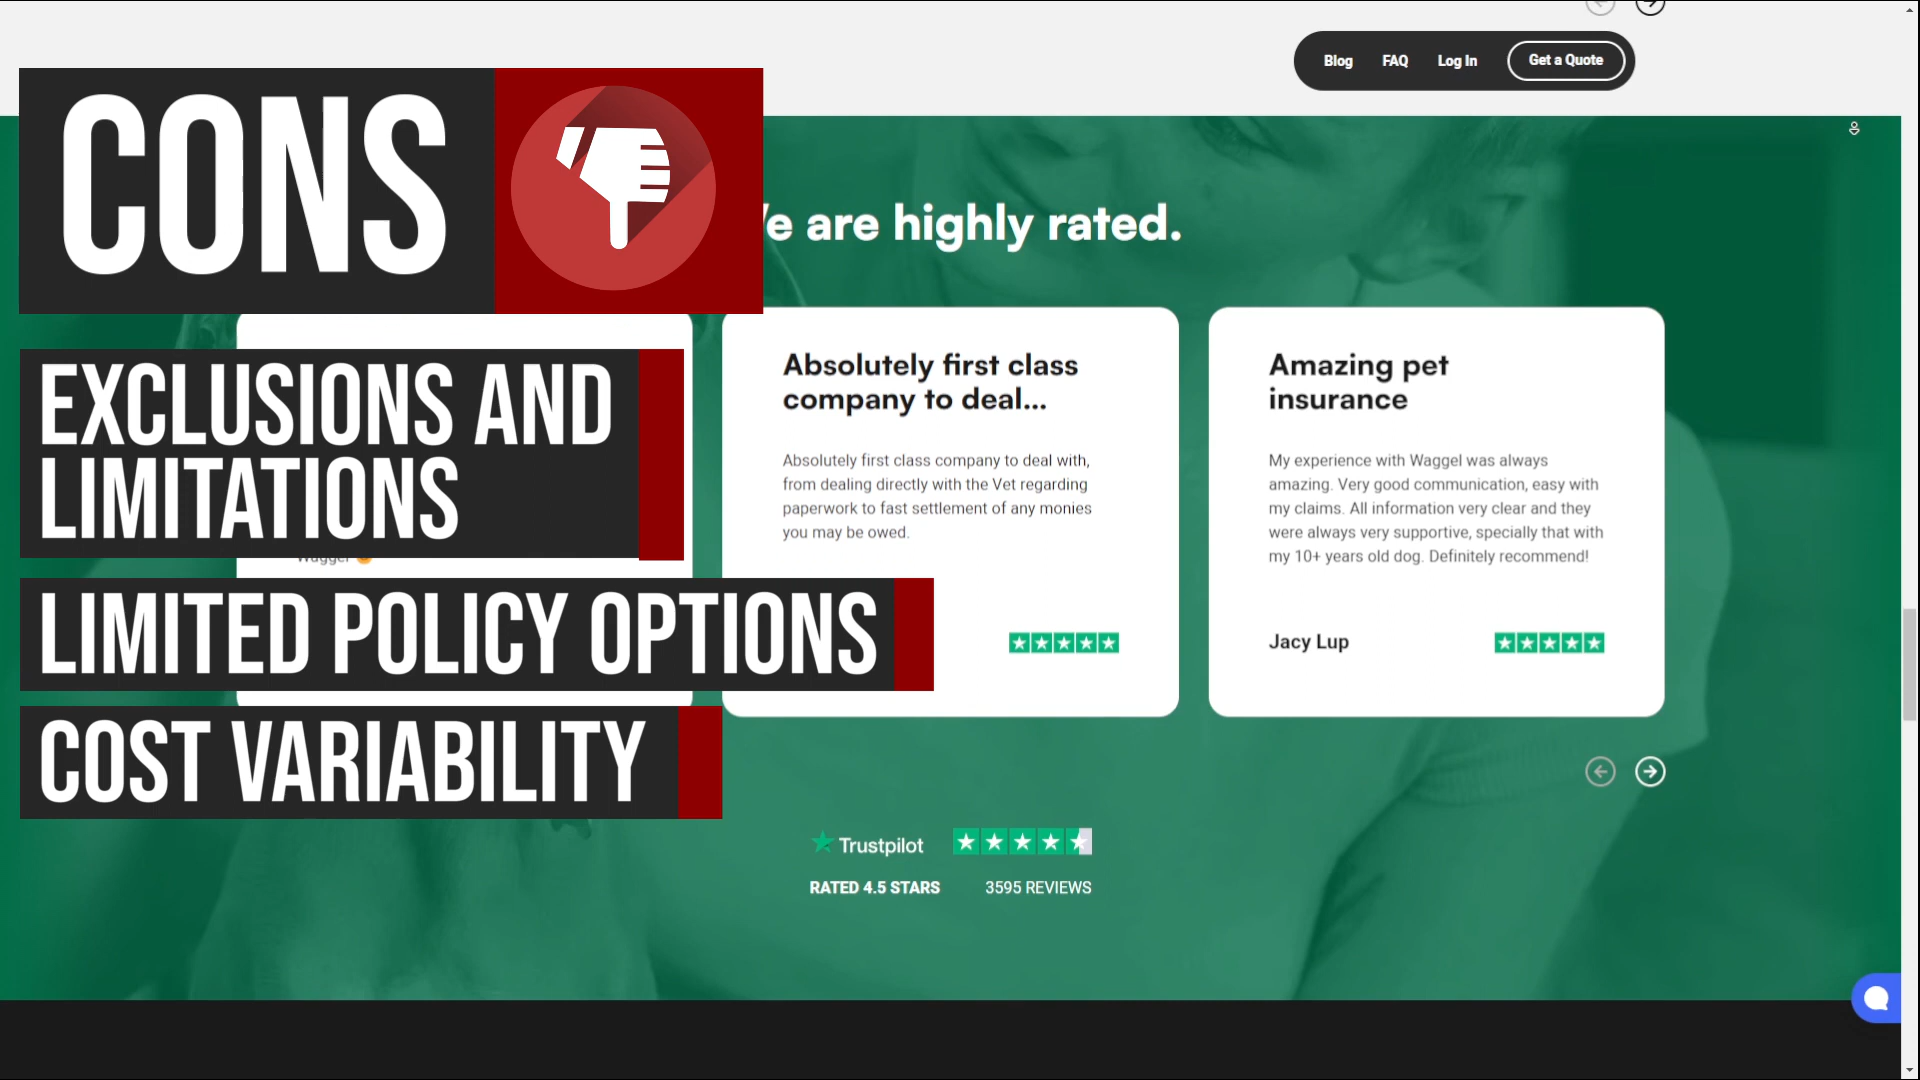 Blog FAQ Log In Get a Quote
CONS
e are highly rated.
EXCLUSIONS AND
LIMITATIONS
LIMITED POLICY OPTIONS
COST VARIABILITY
Absolutely first class
company to deal...
Absolutely first class company to deal with,
from dealing directly with the Vet regarding
paperwork to fast settlement of any monies
you may be owed.
Amazing pet
insurance
My experience with Waggel was always
amazing. Very good communication, easy with
my claims. All information very clear and they
were always very supportive, specially that with
my 10+ years old dog. Definitely recommend!
Jacy Lup
Trustpilot
RATED 4.5 STARS 3595 REVIEWS